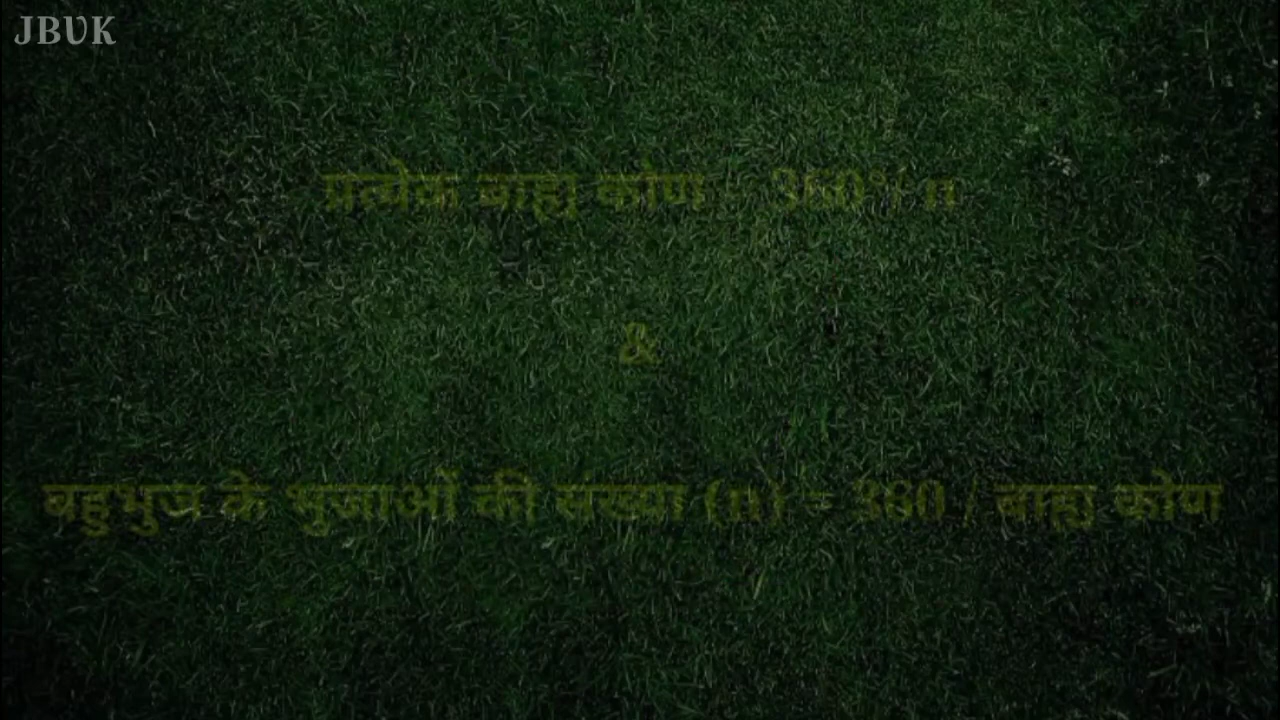 JBUK
प्रत्येक बाह्य कोण = 360°/ n
&
बहुभुज के भुजाओं की संख्या (n) = 360 / बाह्य कोण